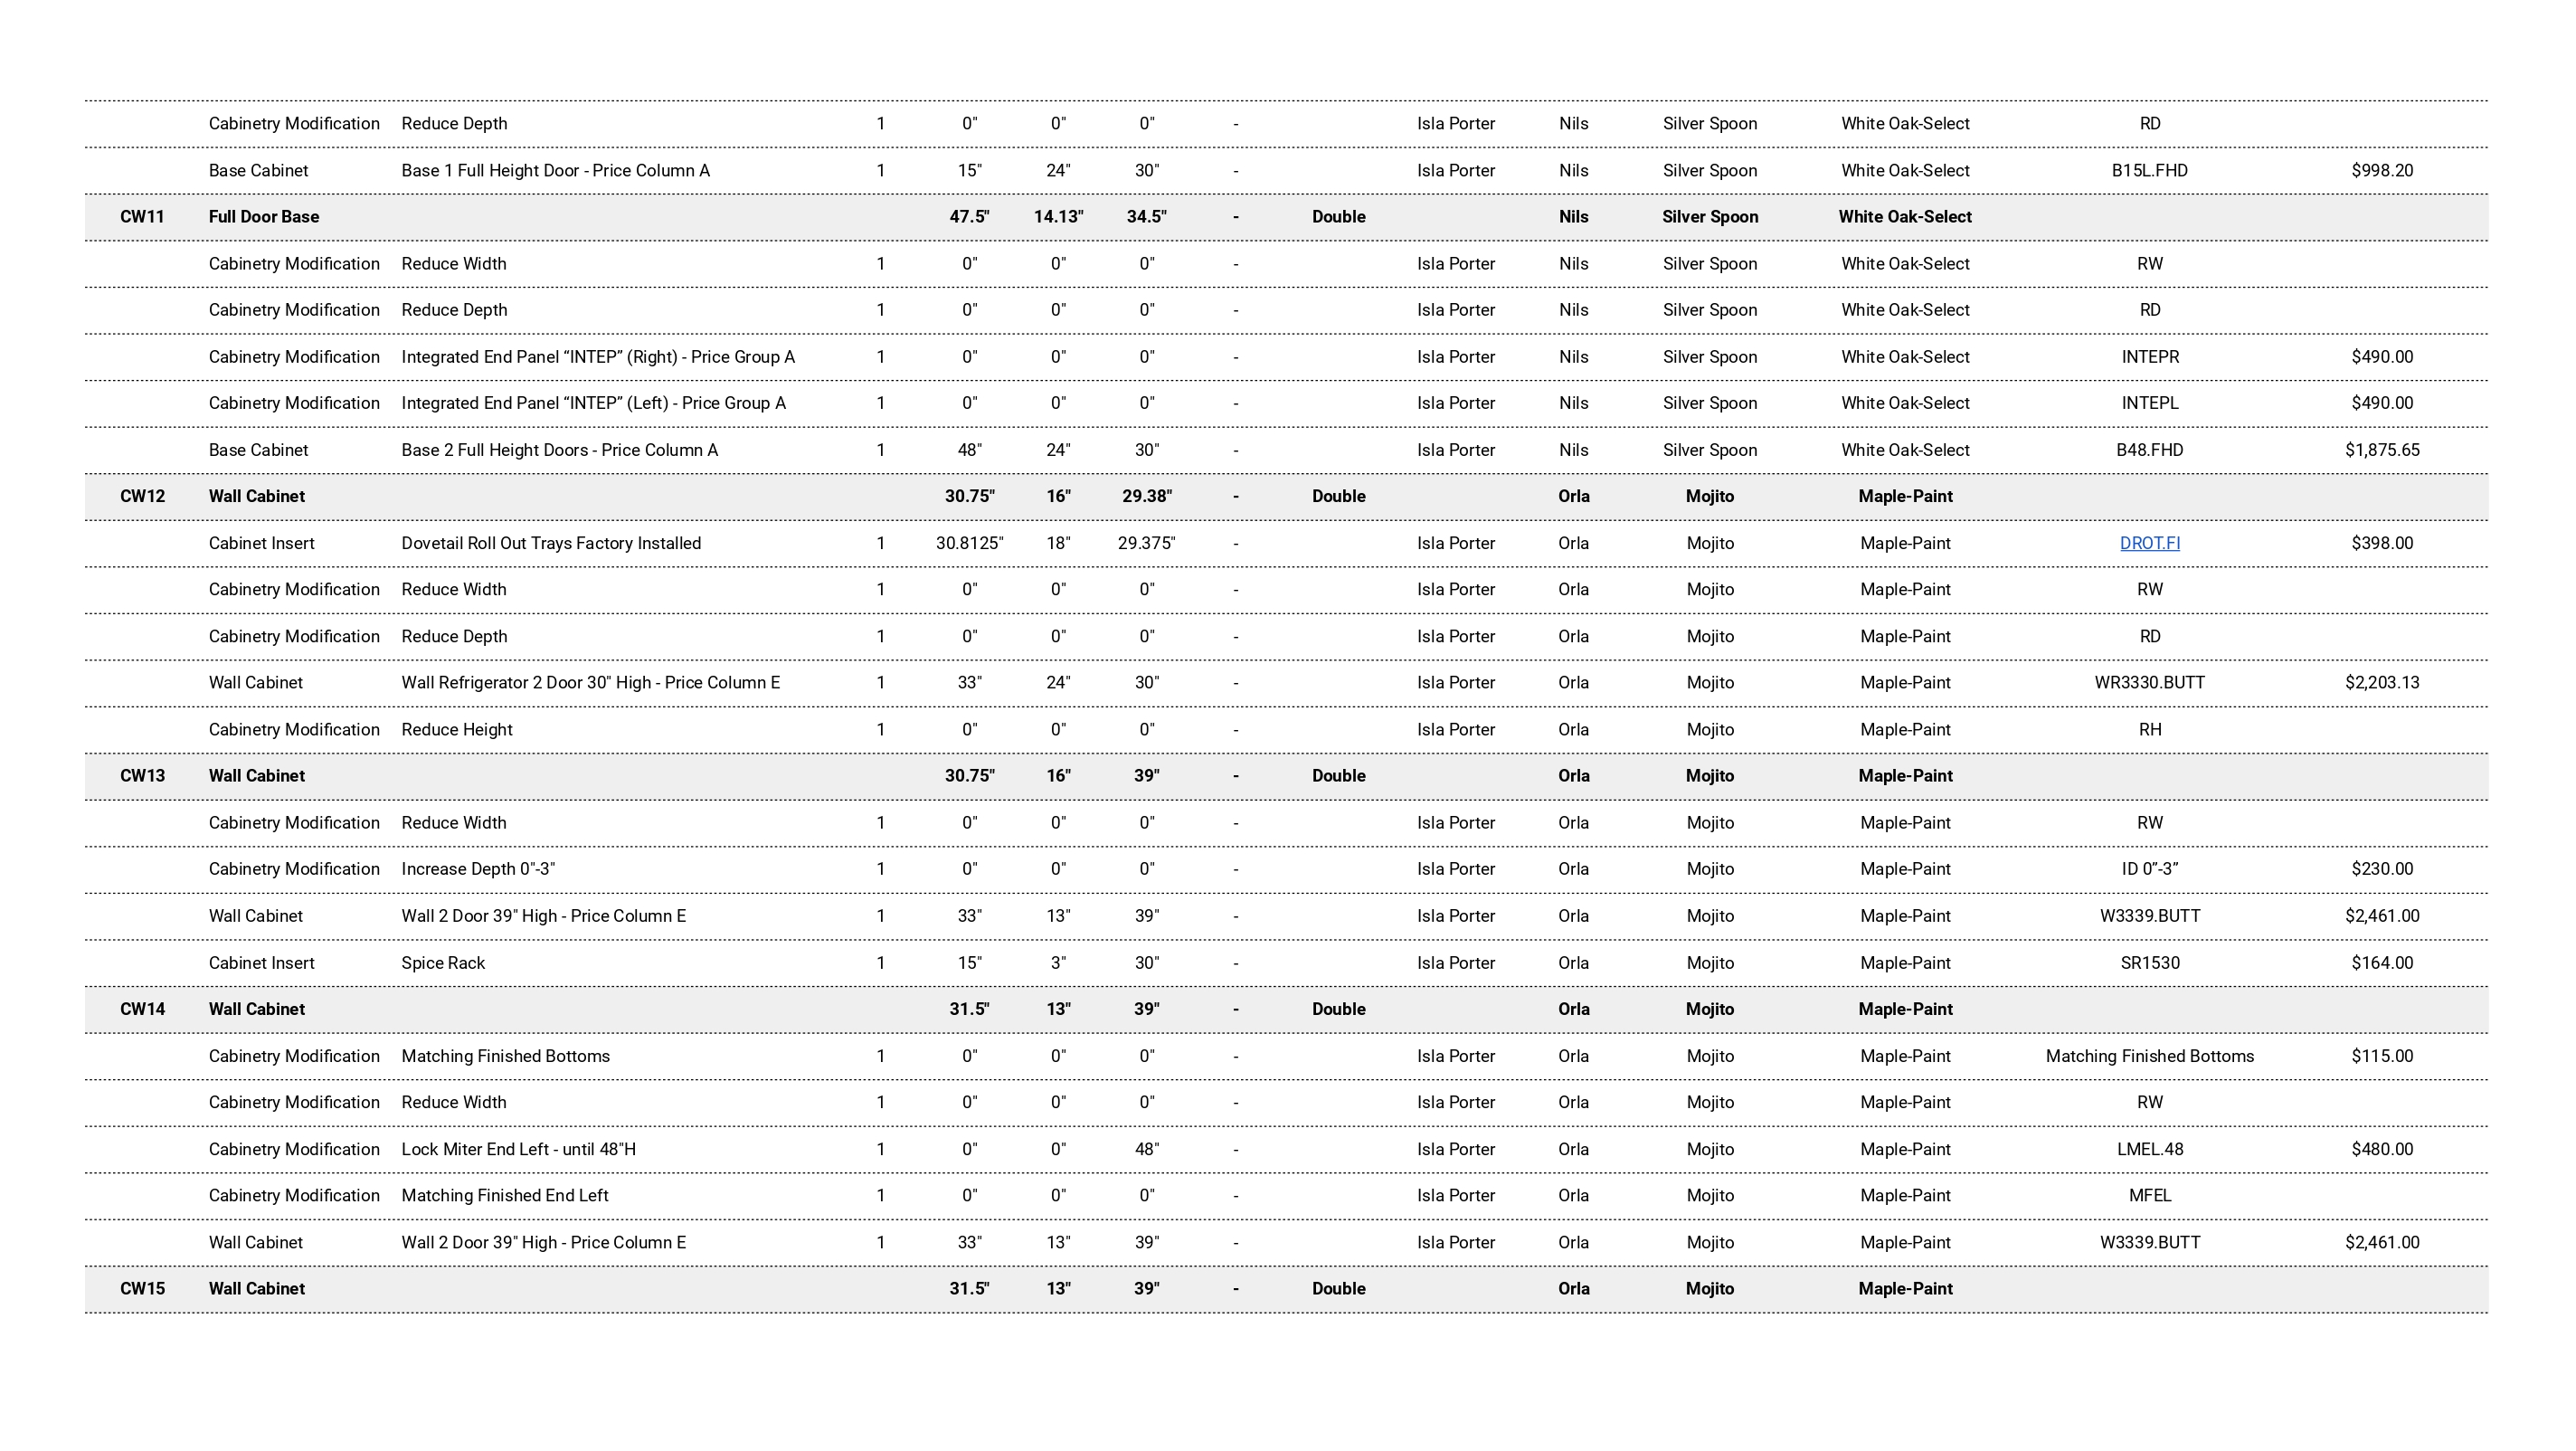 Cabinetry Modification Reduce Depth 1 0" 0" 0" - Isla Porter Nils Silver Spoon White Oak-Select RD
Base Cabinet Base 1 Full Height Door - Price Column A 1 15" 24" 30" - Isla Porter Nils Silver Spoon White Oak-Select B15L.FHD $998.20
CW11 Full Door Base 47.5" 14.13" 34.5" - Double Nils Silver Spoon White Oak-Select
Cabinetry Modification Reduce Width 1 0" 0" 0" - Isla Porter Nils Silver Spoon White Oak-Select RW
Cabinetry Modification Reduce Depth 1 0" 0" 0" - Isla Porter Nils Silver Spoon White Oak-Select RD
Cabinetry Modification Integrated End Panel “INTEP” (Right) - Price Group A 1 0" 0" 0" - Isla Porter Nils Silver Spoon White Oak-Select INTEPR $490.00
Cabinetry Modification Integrated End Panel “INTEP” (Left) - Price Group A 1 0" 0" 0" - Isla Porter Nils Silver Spoon White Oak-Select INTEPL $490.00
Base Cabinet Base 2 Full Height Doors - Price Column A 1 48" 24" 30" - Isla Porter Nils Silver Spoon White Oak-Select B48.FHD $1,875.65
CW12 Wall Cabinet 30.75" 16" 29.38" - Double Orla Mojito Maple-Paint
Cabinet Insert Dovetail Roll Out Trays Factory Installed 1 30.8125" 18" 29.375" - Isla Porter Orla Mojito Maple-Paint DROT.FI $398.00
Cabinetry Modification Reduce Width 1 0" 0" 0" - Isla Porter Orla Mojito Maple-Paint RW
Cabinetry Modification Reduce Depth 1 0" 0" 0" - Isla Porter Orla Mojito Maple-Paint RD
Wall Cabinet Wall Refrigerator 2 Door 30" High - Price Column E 1 33" 24" 30" - Isla Porter Orla Mojito Maple-Paint WR3330.BUTT $2,203.13
Cabinetry Modification Reduce Height 1 0" 0" 0" - Isla Porter Orla Mojito Maple-Paint RH
CW13 Wall Cabinet 30.75" 16" 39" - Double Orla Mojito Maple-Paint
Cabinetry Modification Reduce Width 1 0" 0" 0" - Isla Porter Orla Mojito Maple-Paint RW
Cabinetry Modification Increase Depth 0"-3" 1 0" 0" 0" - Isla Porter Orla Mojito Maple-Paint ID 0”-3” $230.00
Wall Cabinet Wall 2 Door 39" High - Price Column E 1 33" 13" 39" - Isla Porter Orla Mojito Maple-Paint W3339.BUTT $2,461.00
Cabinet Insert Spice Rack 1 15" 3" 30" - Isla Porter Orla Mojito Maple-Paint SR1530 $164.00
CW14 Wall Cabinet 31.5" 13" 39" - Double Orla Mojito Maple-Paint
Cabinetry Modification Matching Finished Bottoms 1 0" 0" 0" - Isla Porter Orla Mojito Maple-Paint Matching Finished Bottoms $115.00
Cabinetry Modification Reduce Width 1 0" 0" 0" - Isla Porter Orla Mojito Maple-Paint RW
Cabinetry Modification Lock Miter End Left - until 48"H 1 0" 0" 48" - Isla Porter Orla Mojito Maple-Paint LMEL.48 $480.00
Cabinetry Modification Matching Finished End Left 1 0" 0" 0" - Isla Porter Orla Mojito Maple-Paint MFEL
Wall Cabinet Wall 2 Door 39" High - Price Column E 1 33" 13" 39" - Isla Porter Orla Mojito Maple-Paint W3339.BUTT $2,461.00
CW15 Wall Cabinet 31.5" 13" 39" - Double Orla Mojito Maple-Paint